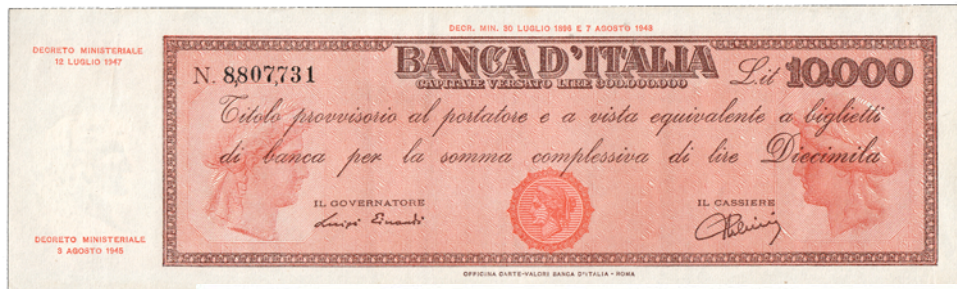 DECR. MIN. 30 LUGLIO 1896 E 7 AGOSTO 1943
DECRETO MINISTERIALE
12 LUGLIO 1947
BANCA D'ITALIA
CAPITALE VERSATO LIRE 300.000.000
N. 8,807,731
Lit 10.000
Titolo provvisorio al portatore e a vista equivalente a biglietti
di banca per la somma complessiva di lire Diecimila
IL GOVERNATORE
Luigi Einaudi
IL CASSIERE
DECRETO MINISTERIALE
3 AGOSTO 1945
OFFICINA CARTE-VALORI BANCA D'ITALIA - ROMA